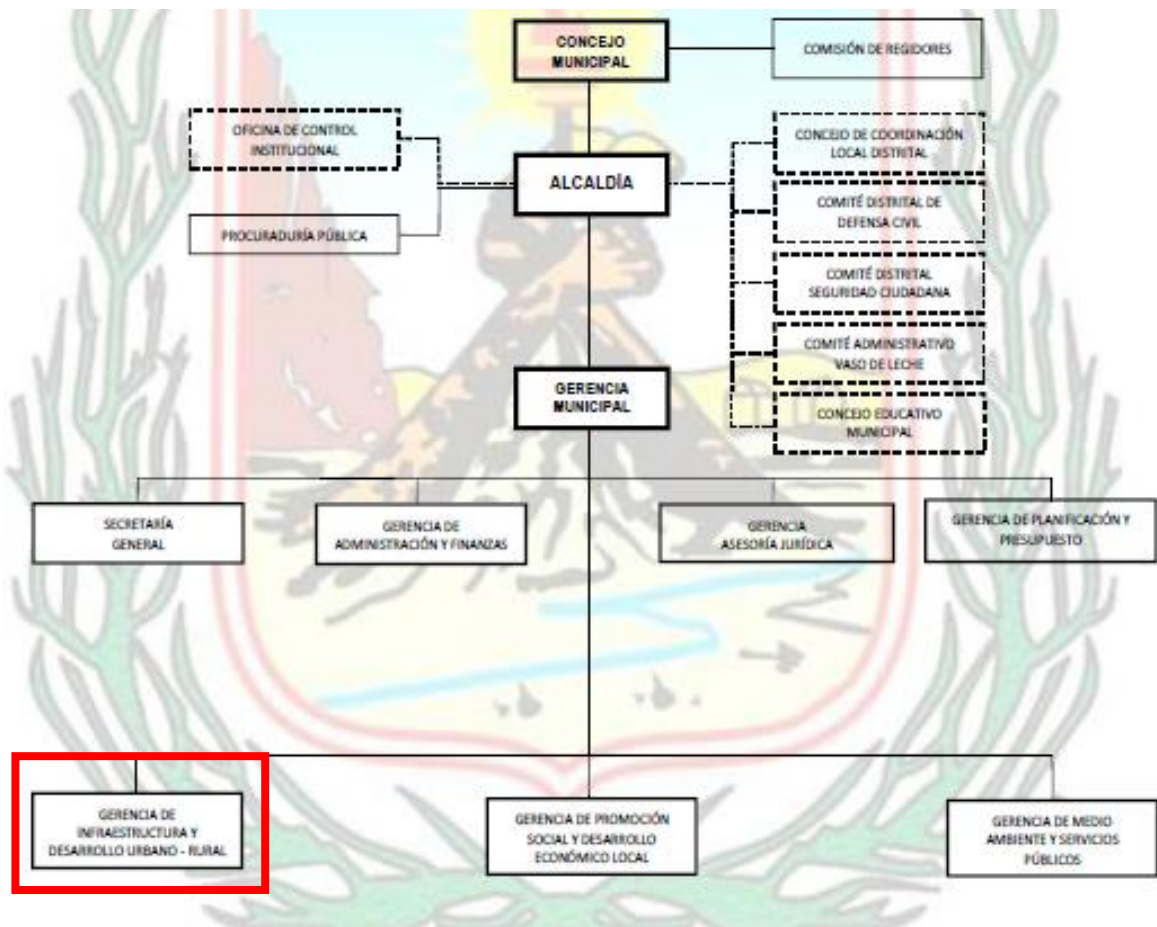 CONCEJO
MUNICIPAL
COMISIÓN DE REGIDORES
OFICINA DE CONTROL
INSTITUCIONAL
CONCEJO DE COORDINACIÓN
LOCAL DISTRITAL
ALCALDÍA
COMITÉ DISTRITAL DE
DEFENSA CIVIL
PROCURADURÍA PÚBLICA
COMITÉ DISTRITAL
SEGURIDAD CIUDADANA
COMITÉ ADMINISTRATIVO
VASO DE LECHE
GERENCIA
MUNICIPAL
CONCEJO EDUCATIVO
MUNICIPAL
SECRETARÍA
GENERAL
GERENCIA DE
ADMINISTRACIÓN Y FINANZAS
GERENCIA
ASESORÍA JURÍDICA
GERENCIA DE PLANIFICACIÓN Y
PRESUPUESTO
GERENCIA DE
INFRAESTRUCTURA Y
DESARROLLO URBANO - RURAL
GERENCIA DE PROMOCIÓN
SOCIAL Y DESARROLLO
ECONÓMICO LOCAL
GERENCIA DE MEDIO
AMBIENTE Y SERVICIOS
PÚBLICOS